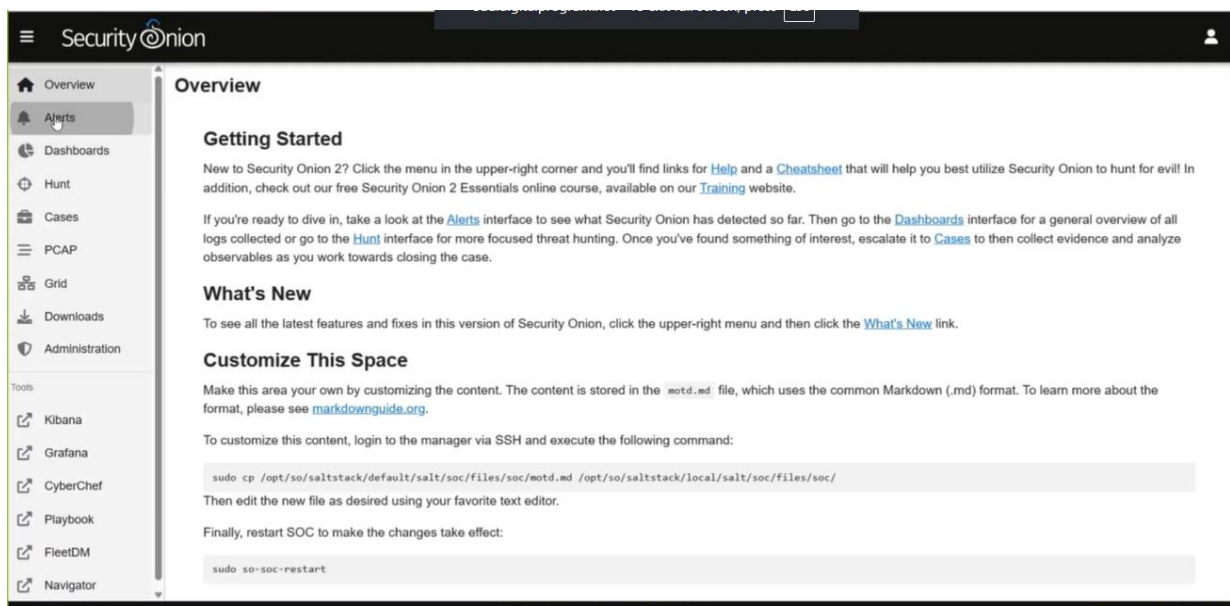 Security Onion
Overview
Alerts
Dashboards
Hunt
Cases
PCAP
Grid
Downloads
Administration
Tools
Kibana
Grafana
CyberChef
Playbook
FleetDM
Navigator
Overview
Getting Started
New to Security Onion 2? Click the menu in the upper-right corner and you'll find links for Help and a Cheatsheet that will help you best utilize Security Onion to hunt for evil! In
addition, check out our free Security Onion 2 Essentials online course, available on our Training website.
If you're ready to dive in, take a look at the Alerts interface to see what Security Onion has detected so far. Then go to the Dashboards interface for a general overview of all
logs collected or go to the Hunt interface for more focused threat hunting. Once you've found something of interest, escalate it to Cases to then collect evidence and analyze
observables as you work towards closing the case.
What's New
To see all the latest features and fixes in this version of Security Onion, click the upper-right menu and then click the What's New link.
Customize This Space
Make this area your own by customizing the content. The content is stored in the motd.md file, which uses the common Markdown (.md) format. To learn more about the
format, please see markdownguide.org.
To customize this content, login to the manager via SSH and execute the following command:
sudo cp /opt/so/saltstack/default/salt/soc/files/soc/motd.md /opt/so/saltstack/local/salt/soc/files/soc/
Then edit the new file as desired using your favorite text editor.
Finally, restart SOC to make the changes take effect:
sudo so-soc-restart